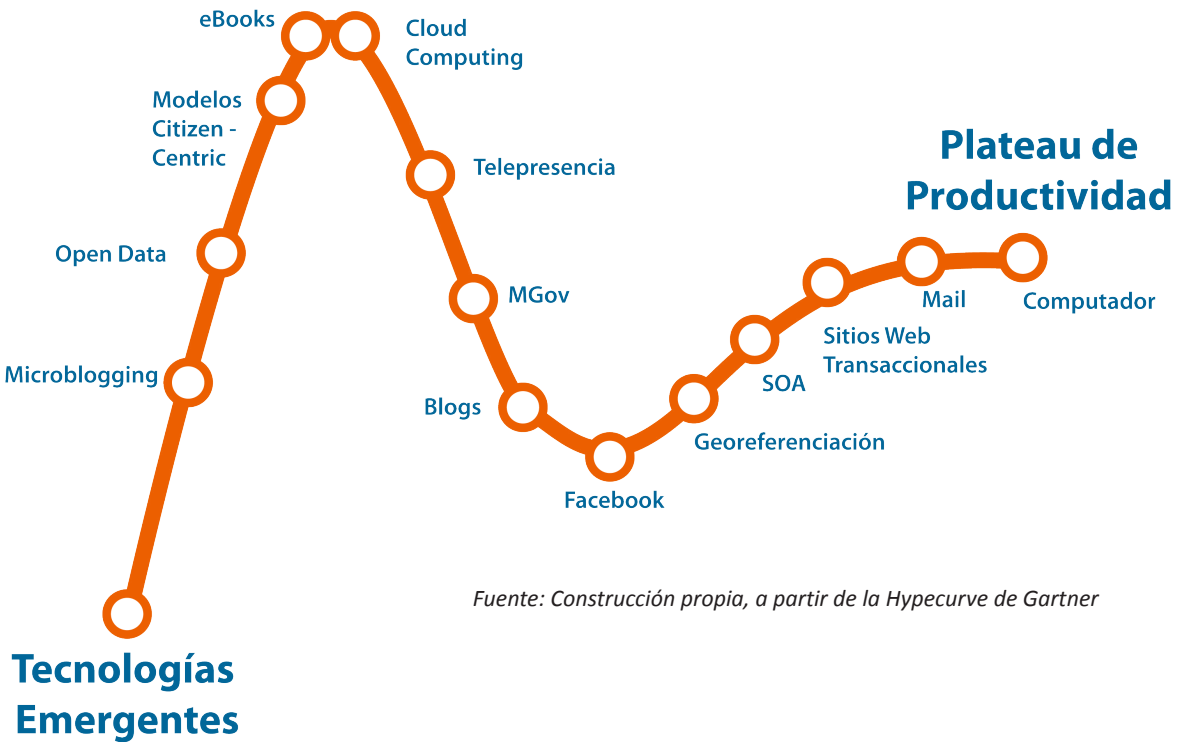 eBooks
Cloud
Computing
Modelos
Citizen -
Centric
Plateau de
Productividad
Telepresencia
Open Data
MGov
Mail
Computador
Sitios Web
Transaccionales
Microblogging
SOA
Blogs
Georeferenciación
Facebook
Fuente: Construcción propia, a partir de la Hypecurve de Gartner
Tecnologías
Emergentes